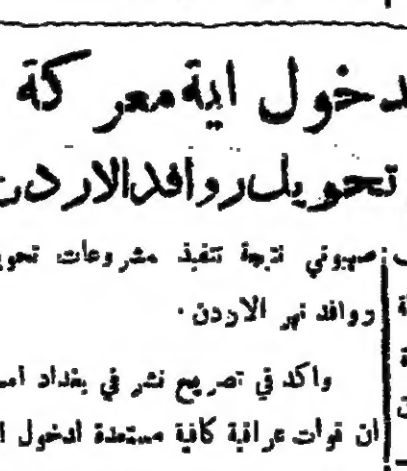 دخول اية معركة
تحويل روافد الاردن
صهيوني نتيجة تنفيذ مشروعات تحويل
روافد نهر الاردن ·
واكد في تصريح نشر في بغداد امس
ان قوات عراقية كافية مستعدة لدخول